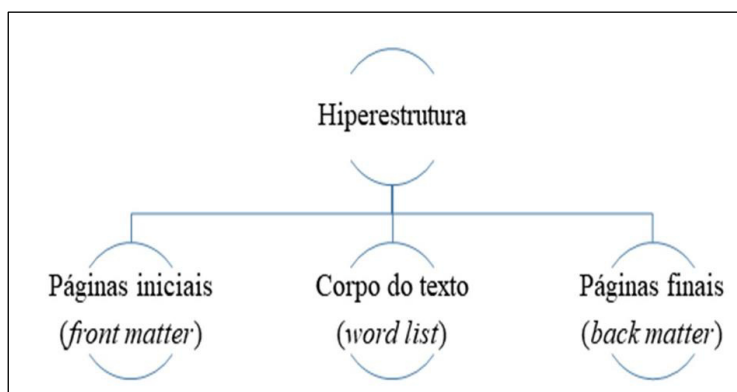 Hiperestrutura
Páginas iniciais
(front matter)
Corpo do texto
(word list)
Páginas finais
(back matter)